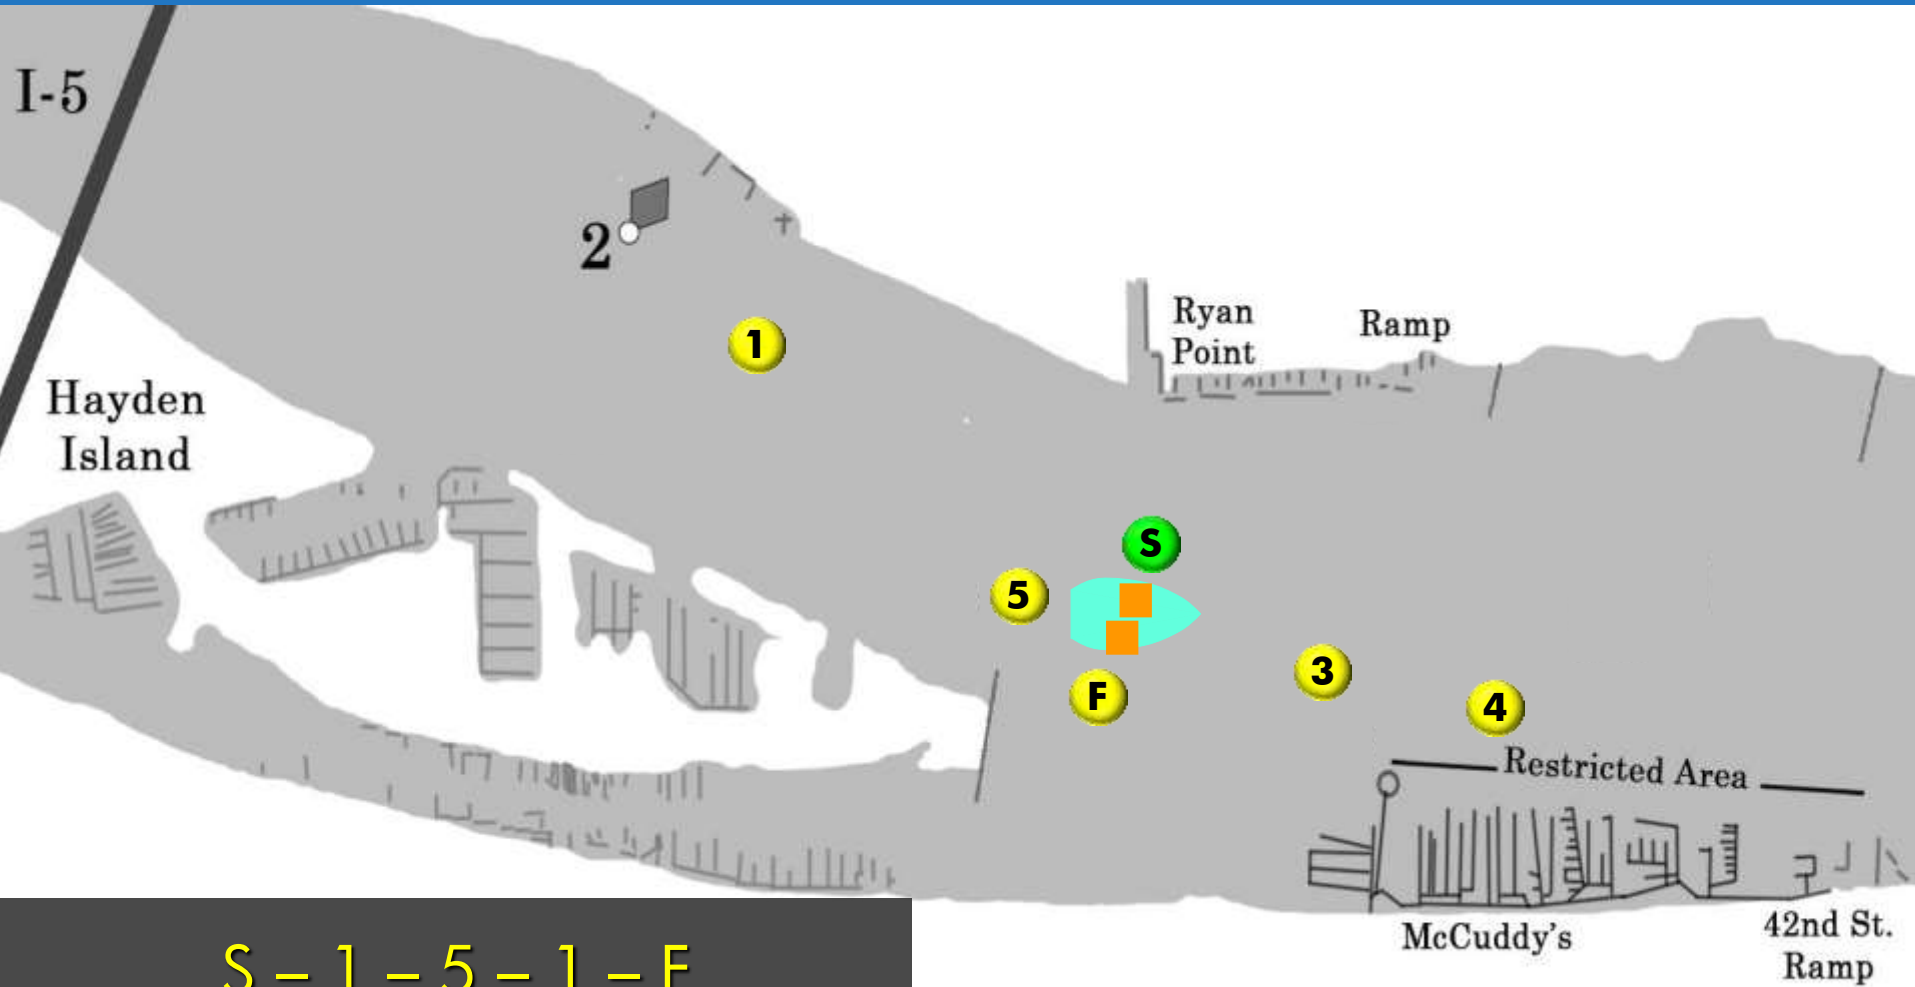 I-5
2
1
Ryan
Point
Ramp
Hayden
Island
S
5
3
F
4
Restricted Area
McCuddy's
42nd St.
Ramp
S – 1 – 5 – 1 – F